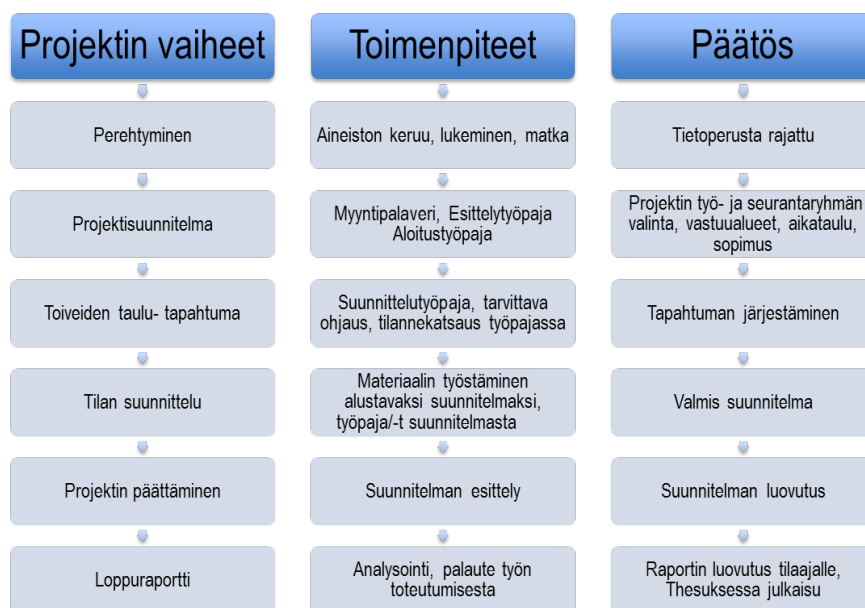 Projektin vaiheet
Perehtyminen
Projektisuunnitelma
Toiveiden taulu- tapahtuma
Tilan suunnittelu
Projektin päättäminen
Loppuraportti
Toimenpiteet
Aineiston keruu, lukeminen, matka
Myyntipalaveri, Esittelytyöpaja
Aloitustyöpaja
Suunnittelutyöpaja, tarvittava
ohjaus, tilannekatsaus työpajassa
Materiaalin työstäminen
alustavaksi suunnitelmaksi,
työpaja/-t suunnitelmasta
Suunnitelman esittely
Analysointi, palaute työn
toteutumisesta
Päätös
Tietoperusta rajattu
Projektin työ- ja seurantaryhmän
valinta, vastuualueet, aikataulu,
sopimus
Tapahtuman järjestäminen
Valmis suunnitelma
Suunnitelman luovutus
Raportin luovutus tilaajalle,
Thesuksessa julkaisu